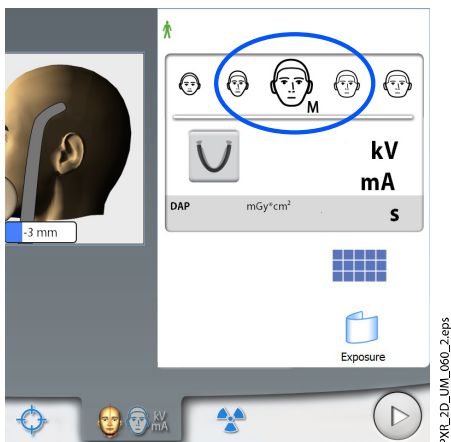 M
kV
mA
DAP mGy*cm²
s
-3 mm
Exposure
kV
mA
PXR_2D_UM_060_2.eps